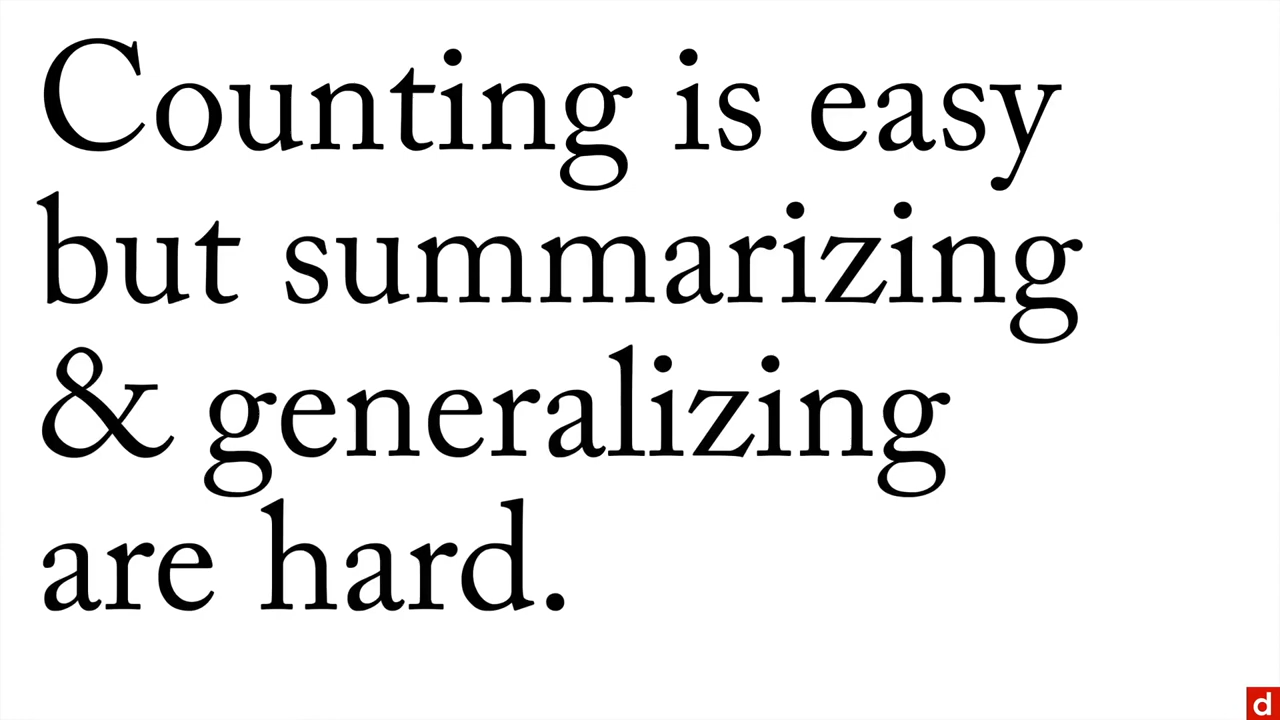 Counting is easy
but summarizing
& generalizing
are hard.
d